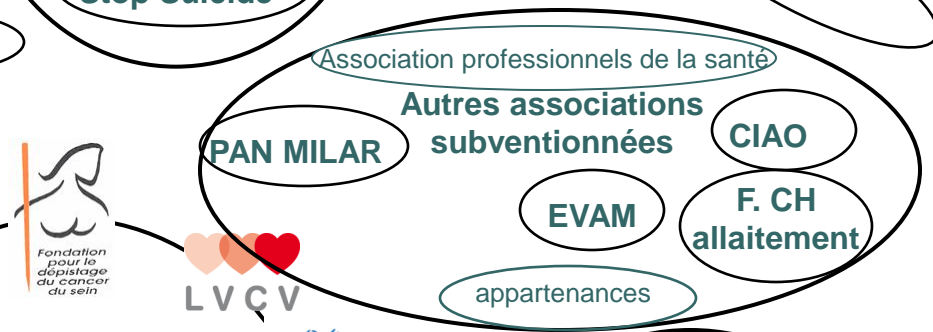 Stop Suicide
Association professionnels de la santé
Autres associations
subventionnées
PAN MILAR
CIAO
EVAM
F. CH
allaitement
appartenances
Fondation
pour le
dépistage
du cancer
du sein
LVCV